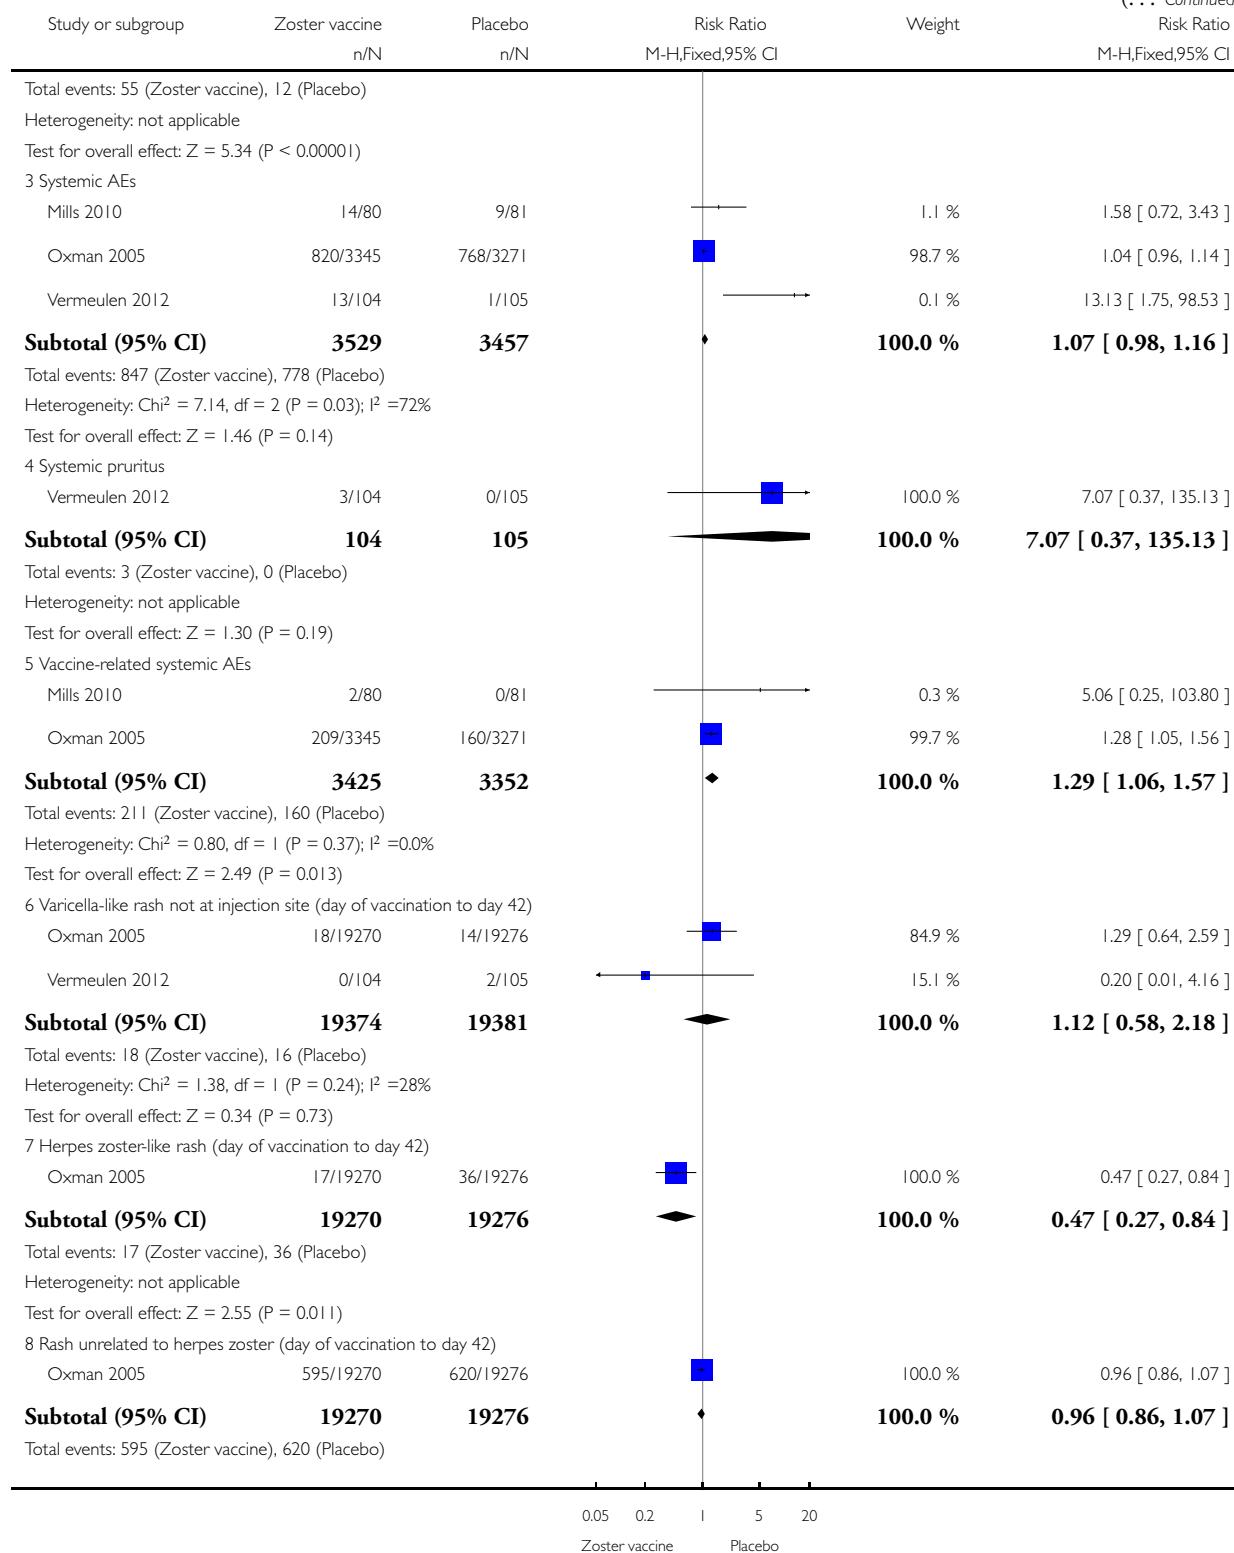 (. . . Continued
Study or subgroup Zoster vaccine Placebo Risk Ratio Weight Risk Ratio
n/N n/N M-H,Fixed,95% CI M-H,Fixed,95% CI
Total events: 55 (Zoster vaccine), 12 (Placebo)
Heterogeneity: not applicable
Test for overall effect: Z = 5.34 (P < 0.00001)
3 Systemic AEs
Mills 2010 14/80 9/81 1.1 % 1.58 [ 0.72, 3.43 ]
Oxman 2005 820/3345 768/3271 98.7 % 1.04 [ 0.96, 1.14 ]
Vermeulen 2012 13/104 1/105 0.1 % 13.13 [ 1.75, 98.53 ]
Subtotal (95% CI) 3529 3457 100.0 % 1.07 [ 0.98, 1.16 ]
Total events: 847 (Zoster vaccine), 778 (Placebo)
Heterogeneity: Chi² = 7.14, df = 2 (P = 0.03); I² =72%
Test for overall effect: Z = 1.46 (P = 0.14)
4 Systemic pruritus
Vermeulen 2012 3/104 0/105 100.0 % 7.07 [ 0.37, 135.13 ]
Subtotal (95% CI) 104 105 100.0 % 7.07 [ 0.37, 135.13 ]
Total events: 3 (Zoster vaccine), 0 (Placebo)
Heterogeneity: not applicable
Test for overall effect: Z = 1.30 (P = 0.19)
5 Vaccine-related systemic AEs
Mills 2010 2/80 0/81 0.3 % 5.06 [ 0.25, 103.80 ]
Oxman 2005 209/3345 160/3271 99.7 % 1.28 [ 1.05, 1.56 ]
Subtotal (95% CI) 3425 3352 100.0 % 1.29 [ 1.06, 1.57 ]
Total events: 211 (Zoster vaccine), 160 (Placebo)
Heterogeneity: Chi² = 0.80, df = 1 (P = 0.37); I² =0.0%
Test for overall effect: Z = 2.49 (P = 0.013)
6 Varicella-like rash not at injection site (day of vaccination to day 42)
Oxman 2005 18/19270 14/19276 84.9 % 1.29 [ 0.64, 2.59 ]
Vermeulen 2012 0/104 2/105 15.1 % 0.20 [ 0.01, 4.16 ]
Subtotal (95% CI) 19374 19381 100.0 % 1.12 [ 0.58, 2.18 ]
Total events: 18 (Zoster vaccine), 16 (Placebo)
Heterogeneity: Chi² = 1.38, df = 1 (P = 0.24); I² =28%
Test for overall effect: Z = 0.34 (P = 0.73)
7 Herpes zoster-like rash (day of vaccination to day 42)
Oxman 2005 17/19270 36/19276 100.0 % 0.47 [ 0.27, 0.84 ]
Subtotal (95% CI) 19270 19276 100.0 % 0.47 [ 0.27, 0.84 ]
Total events: 17 (Zoster vaccine), 36 (Placebo)
Heterogeneity: not applicable
Test for overall effect: Z = 2.55 (P = 0.011)
8 Rash unrelated to herpes zoster (day of vaccination to day 42)
Oxman 2005 595/19270 620/19276 100.0 % 0.96 [ 0.86, 1.07 ]
Subtotal (95% CI) 19270 19276 100.0 % 0.96 [ 0.86, 1.07 ]
Total events: 595 (Zoster vaccine), 620 (Placebo)
0.05 0.2 1 5 20
Zoster vaccine Placebo